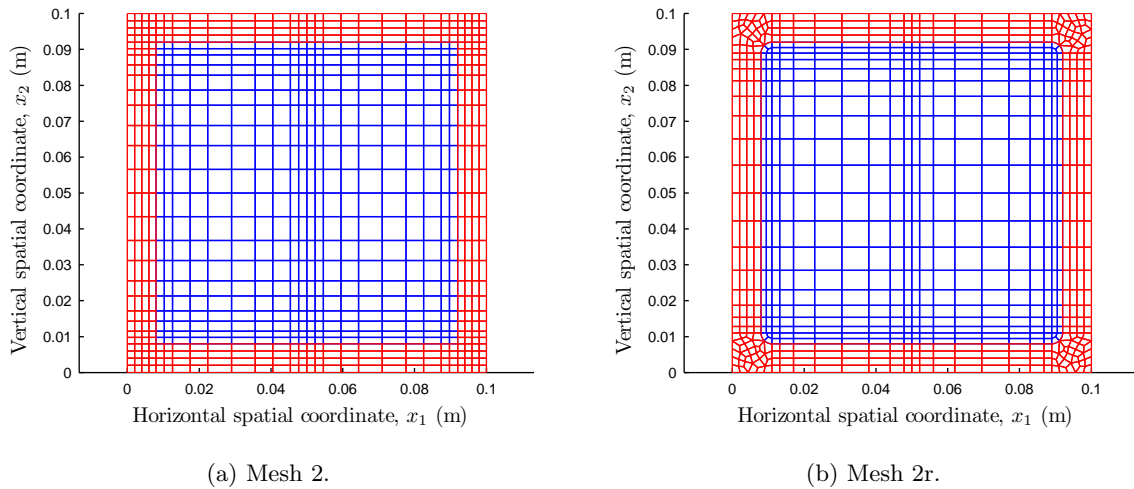 0.1
0.09
0.08
0.07
0.06
0.05
0.04
0.03
0.02
0.01
0
Vertical spatial coordinate, x₂ (m)
0 0.02 0.04 0.06 0.08 0.1
Horizontal spatial coordinate, x₁ (m)
(a) Mesh 2.
0.1
0.09
0.08
0.07
0.06
0.05
0.04
0.03
0.02
0.01
0
Vertical spatial coordinate, x₂ (m)
0 0.02 0.04 0.06 0.08 0.1
Horizontal spatial coordinate, x₁ (m)
(b) Mesh 2r.